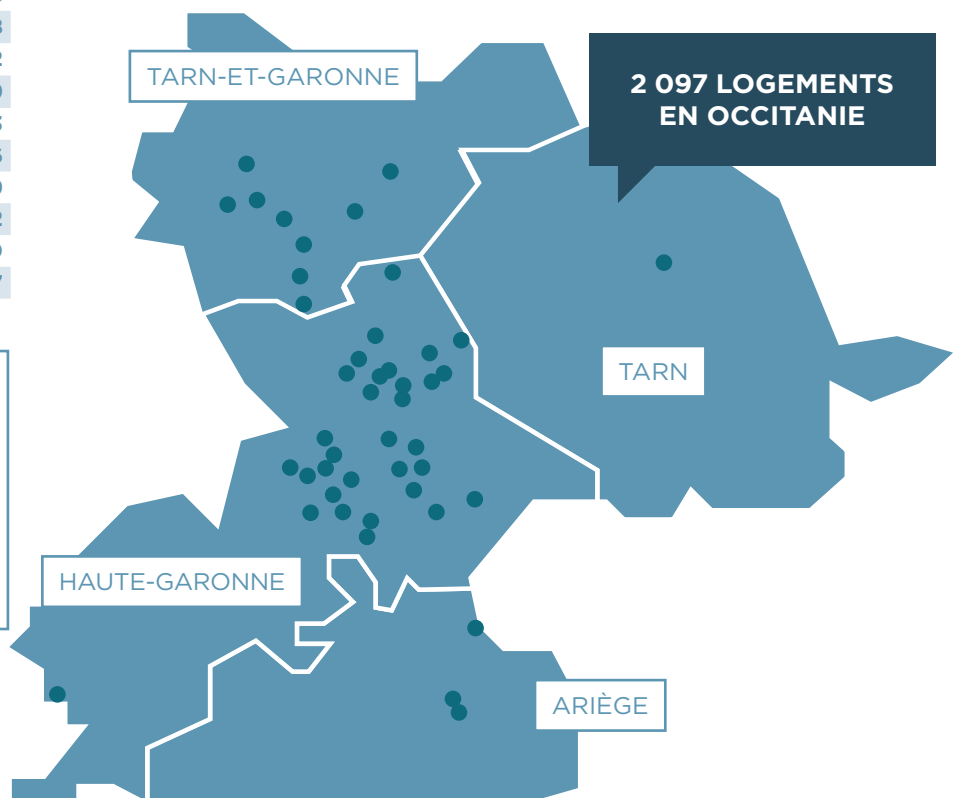 TARN-ET-GARONNE
2 097 LOGEMENTS
EN OCCITANIE
TARN
HAUTE-GARONNE
ARIÈGE